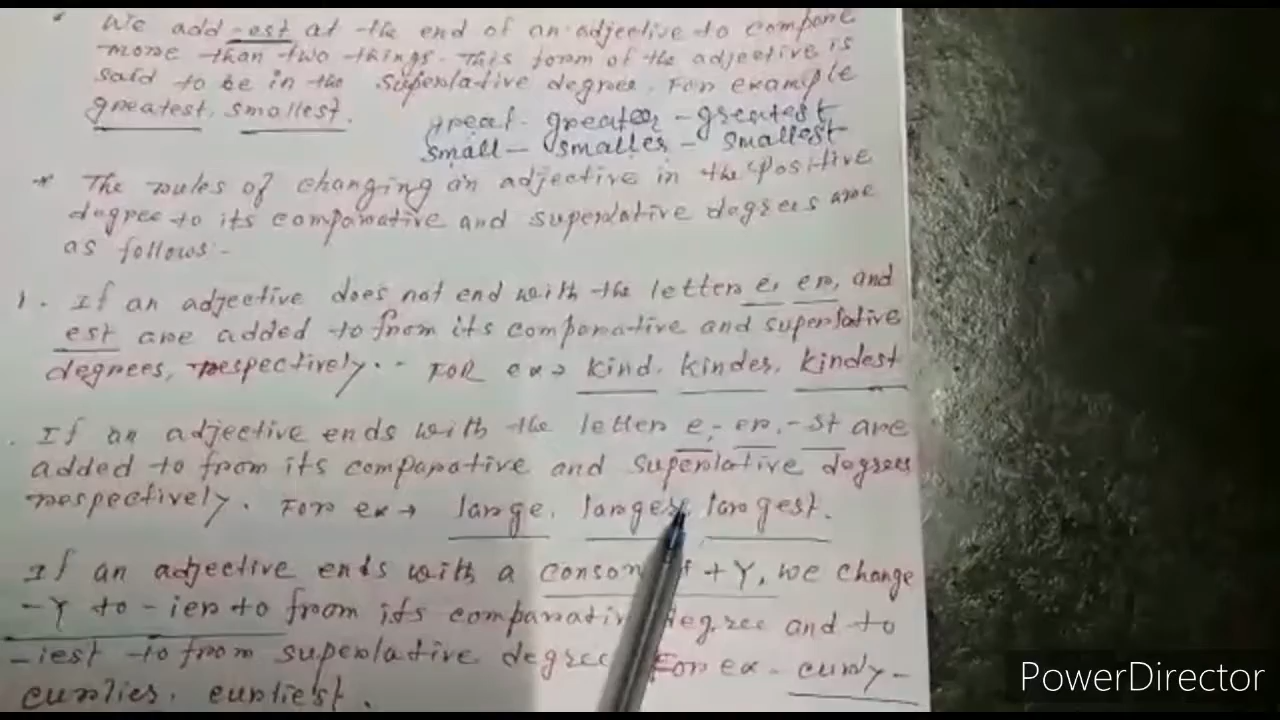 * We add -est at the end of an adjective to compare
more than two things. This form of the adjective is
said to be in the superlative degree. For example
greatest, smallest.
great - greater - greatest
small - smaller - smallest
* The rules of changing an adjective in the positive
degree to its comparative and superlative degrees are
as follows -
1. If an adjective does not end with the letter e, er, and
est are added to from its comparative and superlative
degrees, respectively. - FOR ex → kind, kinder, kindest
. If an adjective ends with the letter e, - er, - st are
added to from its comparative and superlative degrees
respectively. For ex → large, larger, largest.
If an adjective ends with a conson + Y, we change
-Y to -ier to from its comparative degree and to
-iest to from superlative degree For ex - curly -
curlier, curliest.
PowerDirector